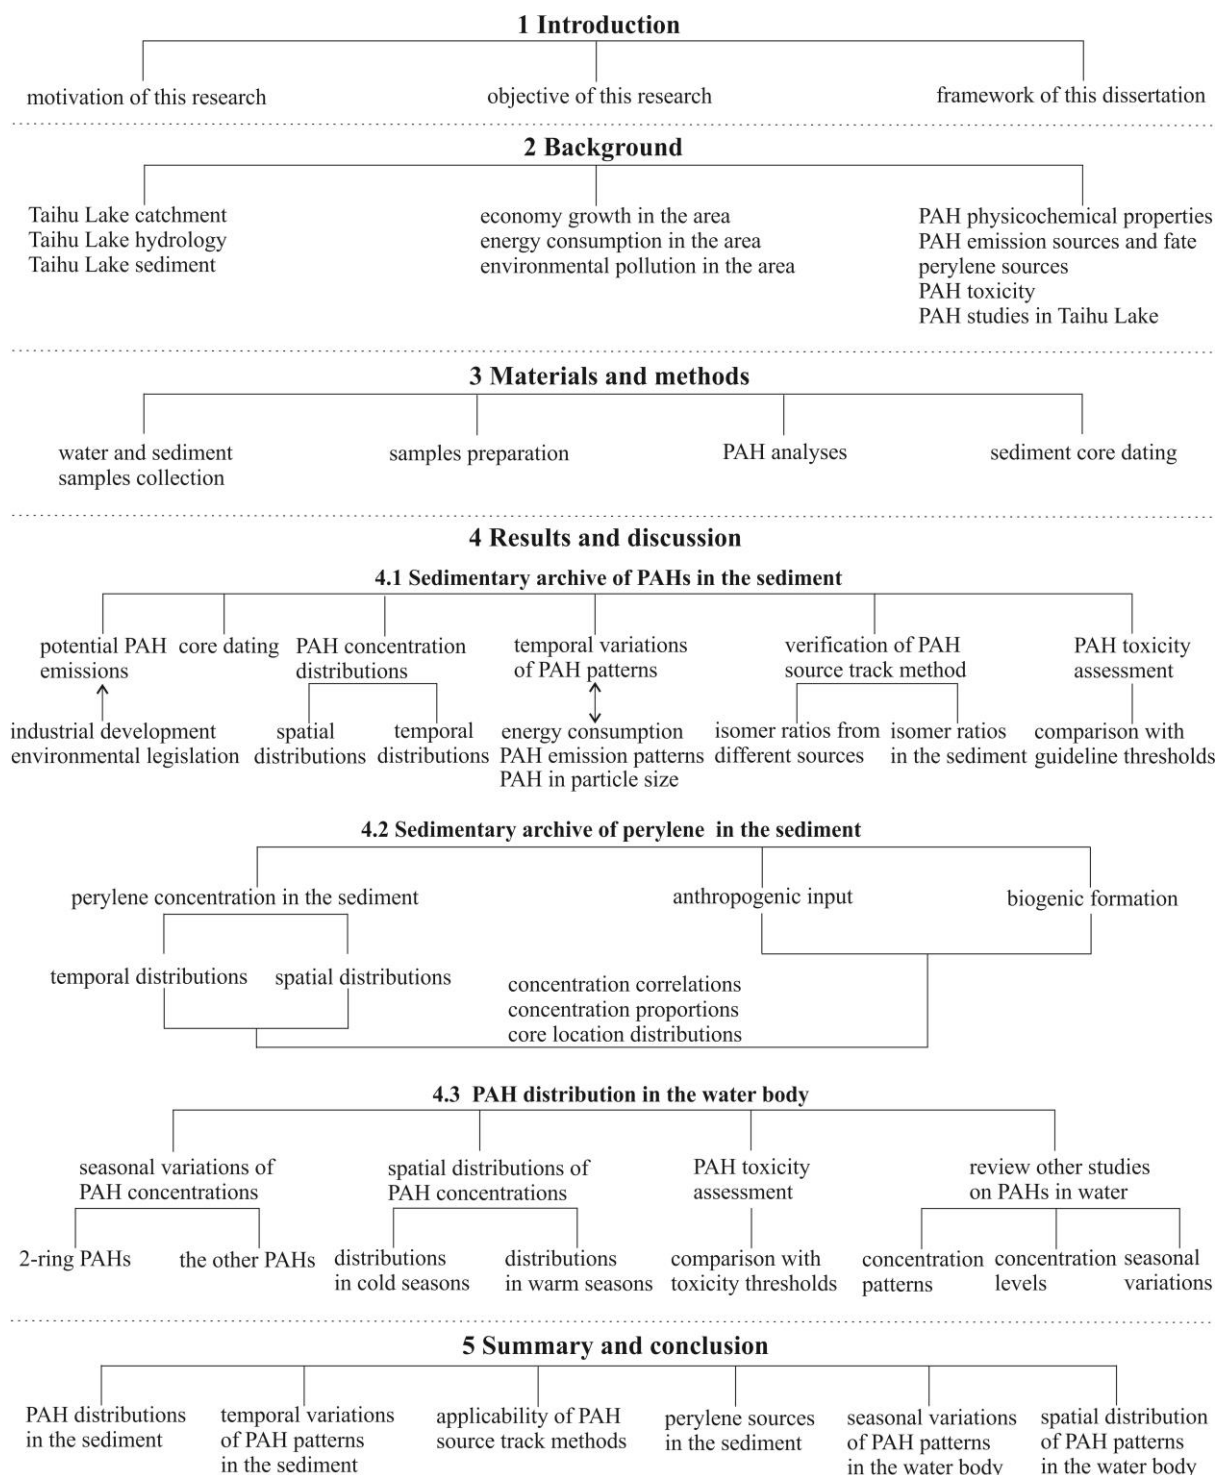 1 Introduction
motivation of this research
objective of this research
framework of this dissertation
2 Background
Taihu Lake catchment
Taihu Lake hydrology
Taihu Lake sediment
economy growth in the area
energy consumption in the area
environmental pollution in the area
PAH physicochemical properties
PAH emission sources and fate
perylene sources
PAH toxicity
PAH studies in Taihu Lake
3 Materials and methods
water and sediment
samples collection
samples preparation
PAH analyses
sediment core dating
4 Results and discussion
4.1 Sedimentary archive of PAHs in the sediment
potential PAH
emissions
core dating
PAH concentration
distributions
temporal variations
of PAH patterns
verification of PAH
source track method
PAH toxicity
assessment
industrial development
environmental legislation
spatial
distributions
temporal
distributions
energy consumption
PAH emission patterns
PAH in particle size
isomer ratios from
different sources
isomer ratios
in the sediment
comparison with
guideline thresholds
4.2 Sedimentary archive of perylene in the sediment
perylene concentration in the sediment
anthropogenic input
biogenic formation
temporal distributions
spatial distributions
concentration correlations
concentration proportions
core location distributions
4.3 PAH distribution in the water body
seasonal variations of
PAH concentrations
spatial distributions of
PAH concentrations
PAH toxicity
assessment
review other studies
on PAHs in water
2-ring PAHs
the other PAHs
distributions
in cold seasons
distributions
in warm seasons
comparison with
toxicity thresholds
concentration
patterns
concentration
levels
seasonal
variations
5 Summary and conclusion
PAH distributions
in the sediment
temporal variations
of PAH patterns
in the sediment
applicability of PAH
source track methods
perylene sources
in the sediment
seasonal variations
of PAH patterns
in the water body
spatial distribution
of PAH patterns
in the water body